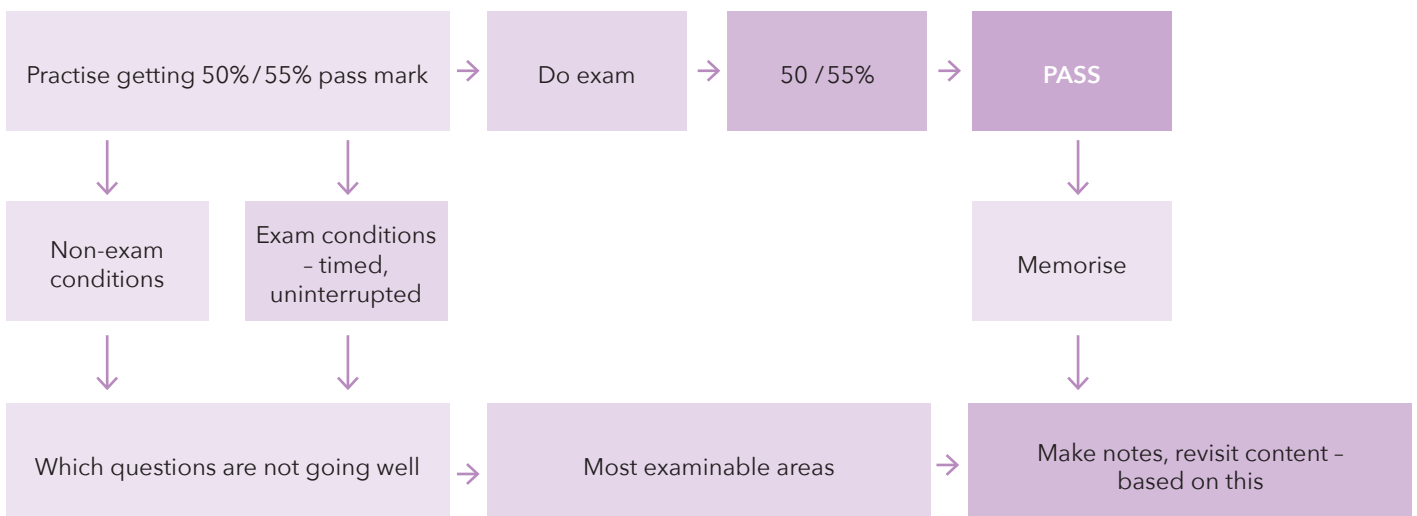 Practise getting 50%/55% pass mark
Do exam
50 / 55%
PASS
Non-exam
conditions
Exam conditions
– timed,
uninterrupted
Memorise
Which questions are not going well
Most examinable areas
Make notes, revisit content –
based on this